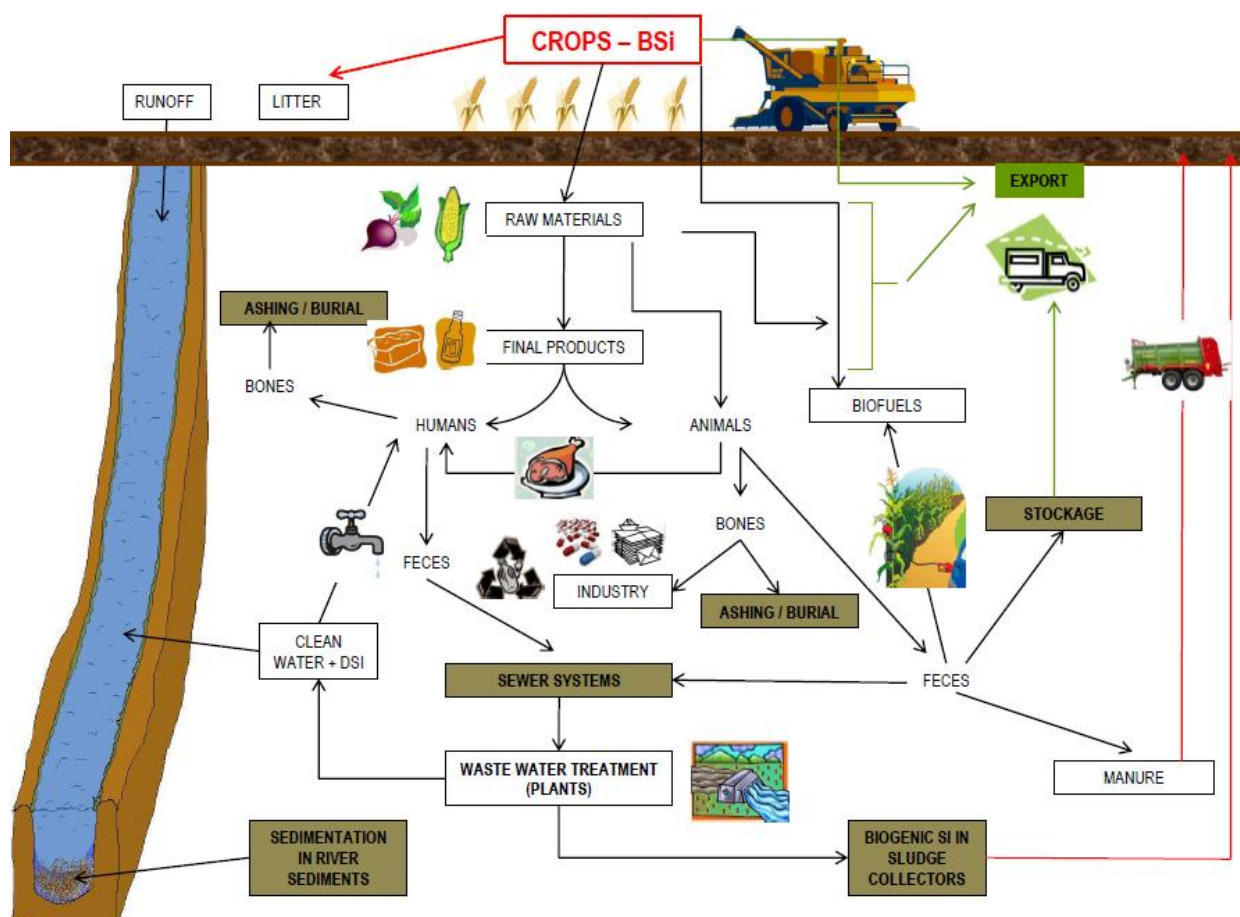 CROPS – BSi
RUNOFF
LITTER
EXPORT
RAW MATERIALS
ASHING / BURIAL
FINAL PRODUCTS
BONES
BIOFUELS
HUMANS
ANIMALS
STOCKAGE
BONES
FECES
INDUSTRY
ASHING / BURIAL
CLEAN
WATER + DSI
SEWER SYSTEMS
FECES
WASTE WATER TREATMENT
(PLANTS)
MANURE
SEDIMENTATION
IN RIVER
SEDIMENTS
BIOGENIC SI IN
SLUDGE
COLLECTORS